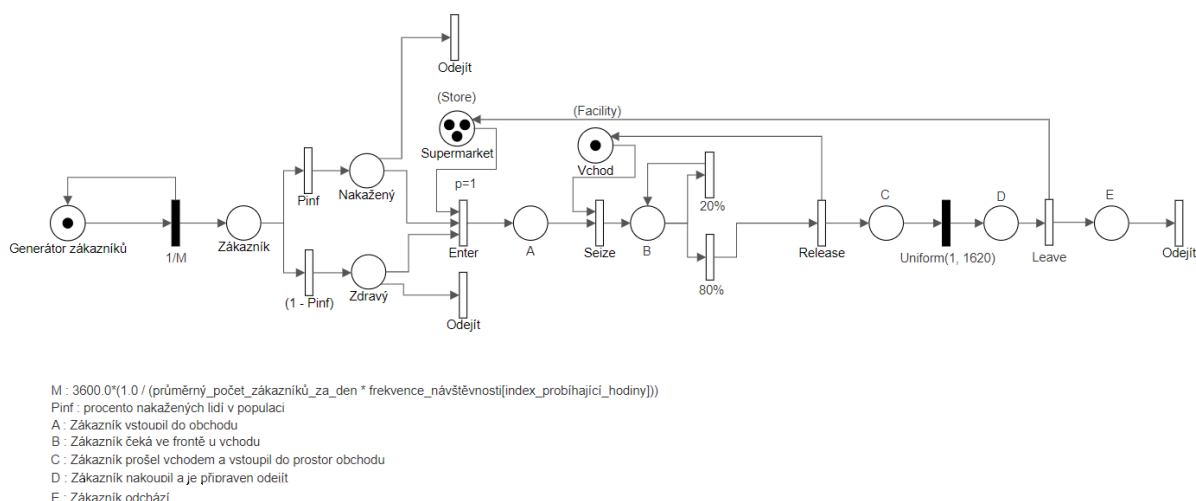 Odejít
(Store)
(Facility)
Supermarket
Vchod
Pinf
Nakažený
p=1
20%
C
D
E
Generátor zákazníků
Zákazník
Enter
A
Seize
B
Release
Uniform(1, 1620)
Leave
Odejít
1/M
80%
(1 - Pinf)
Zdravý
Odejít
M : 3600.0*(1.0 / (průměrný_počet_zákazníků_za_den * frekvence_návštěvnosti[index_probíhající_hodiny]))
Pinf : procento nakažených lidí v populaci
A : Zákazník vstoupil do obchodu
B : Zákazník čeká ve frontě u vchodu
C : Zákazník prošel vchodem a vstoupil do prostor obchodu
D : Zákazník nakoupil a je připraven odejít
E : Zákazník odchází